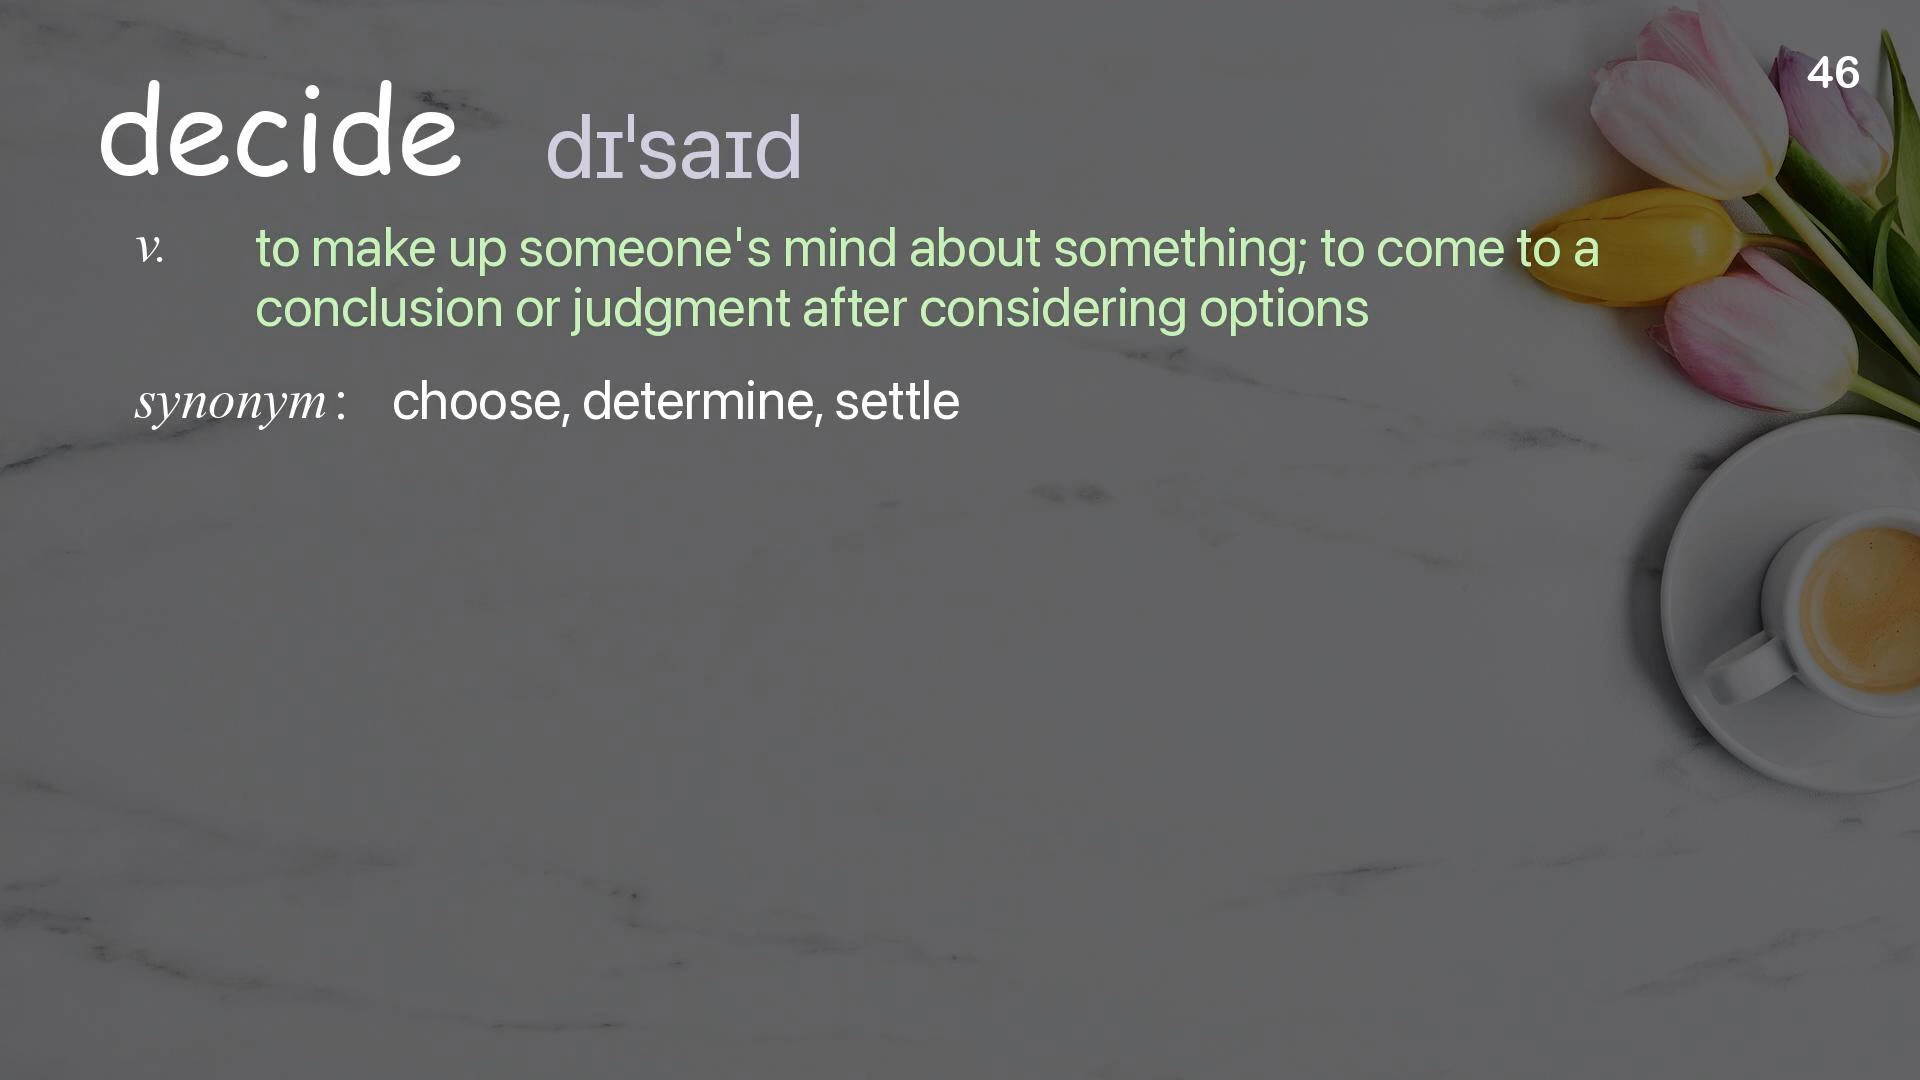 46
decide dɪˈsaɪd
v. to make up someone's mind about something; to come to a
conclusion or judgment after considering options
synonym: choose, determine, settle